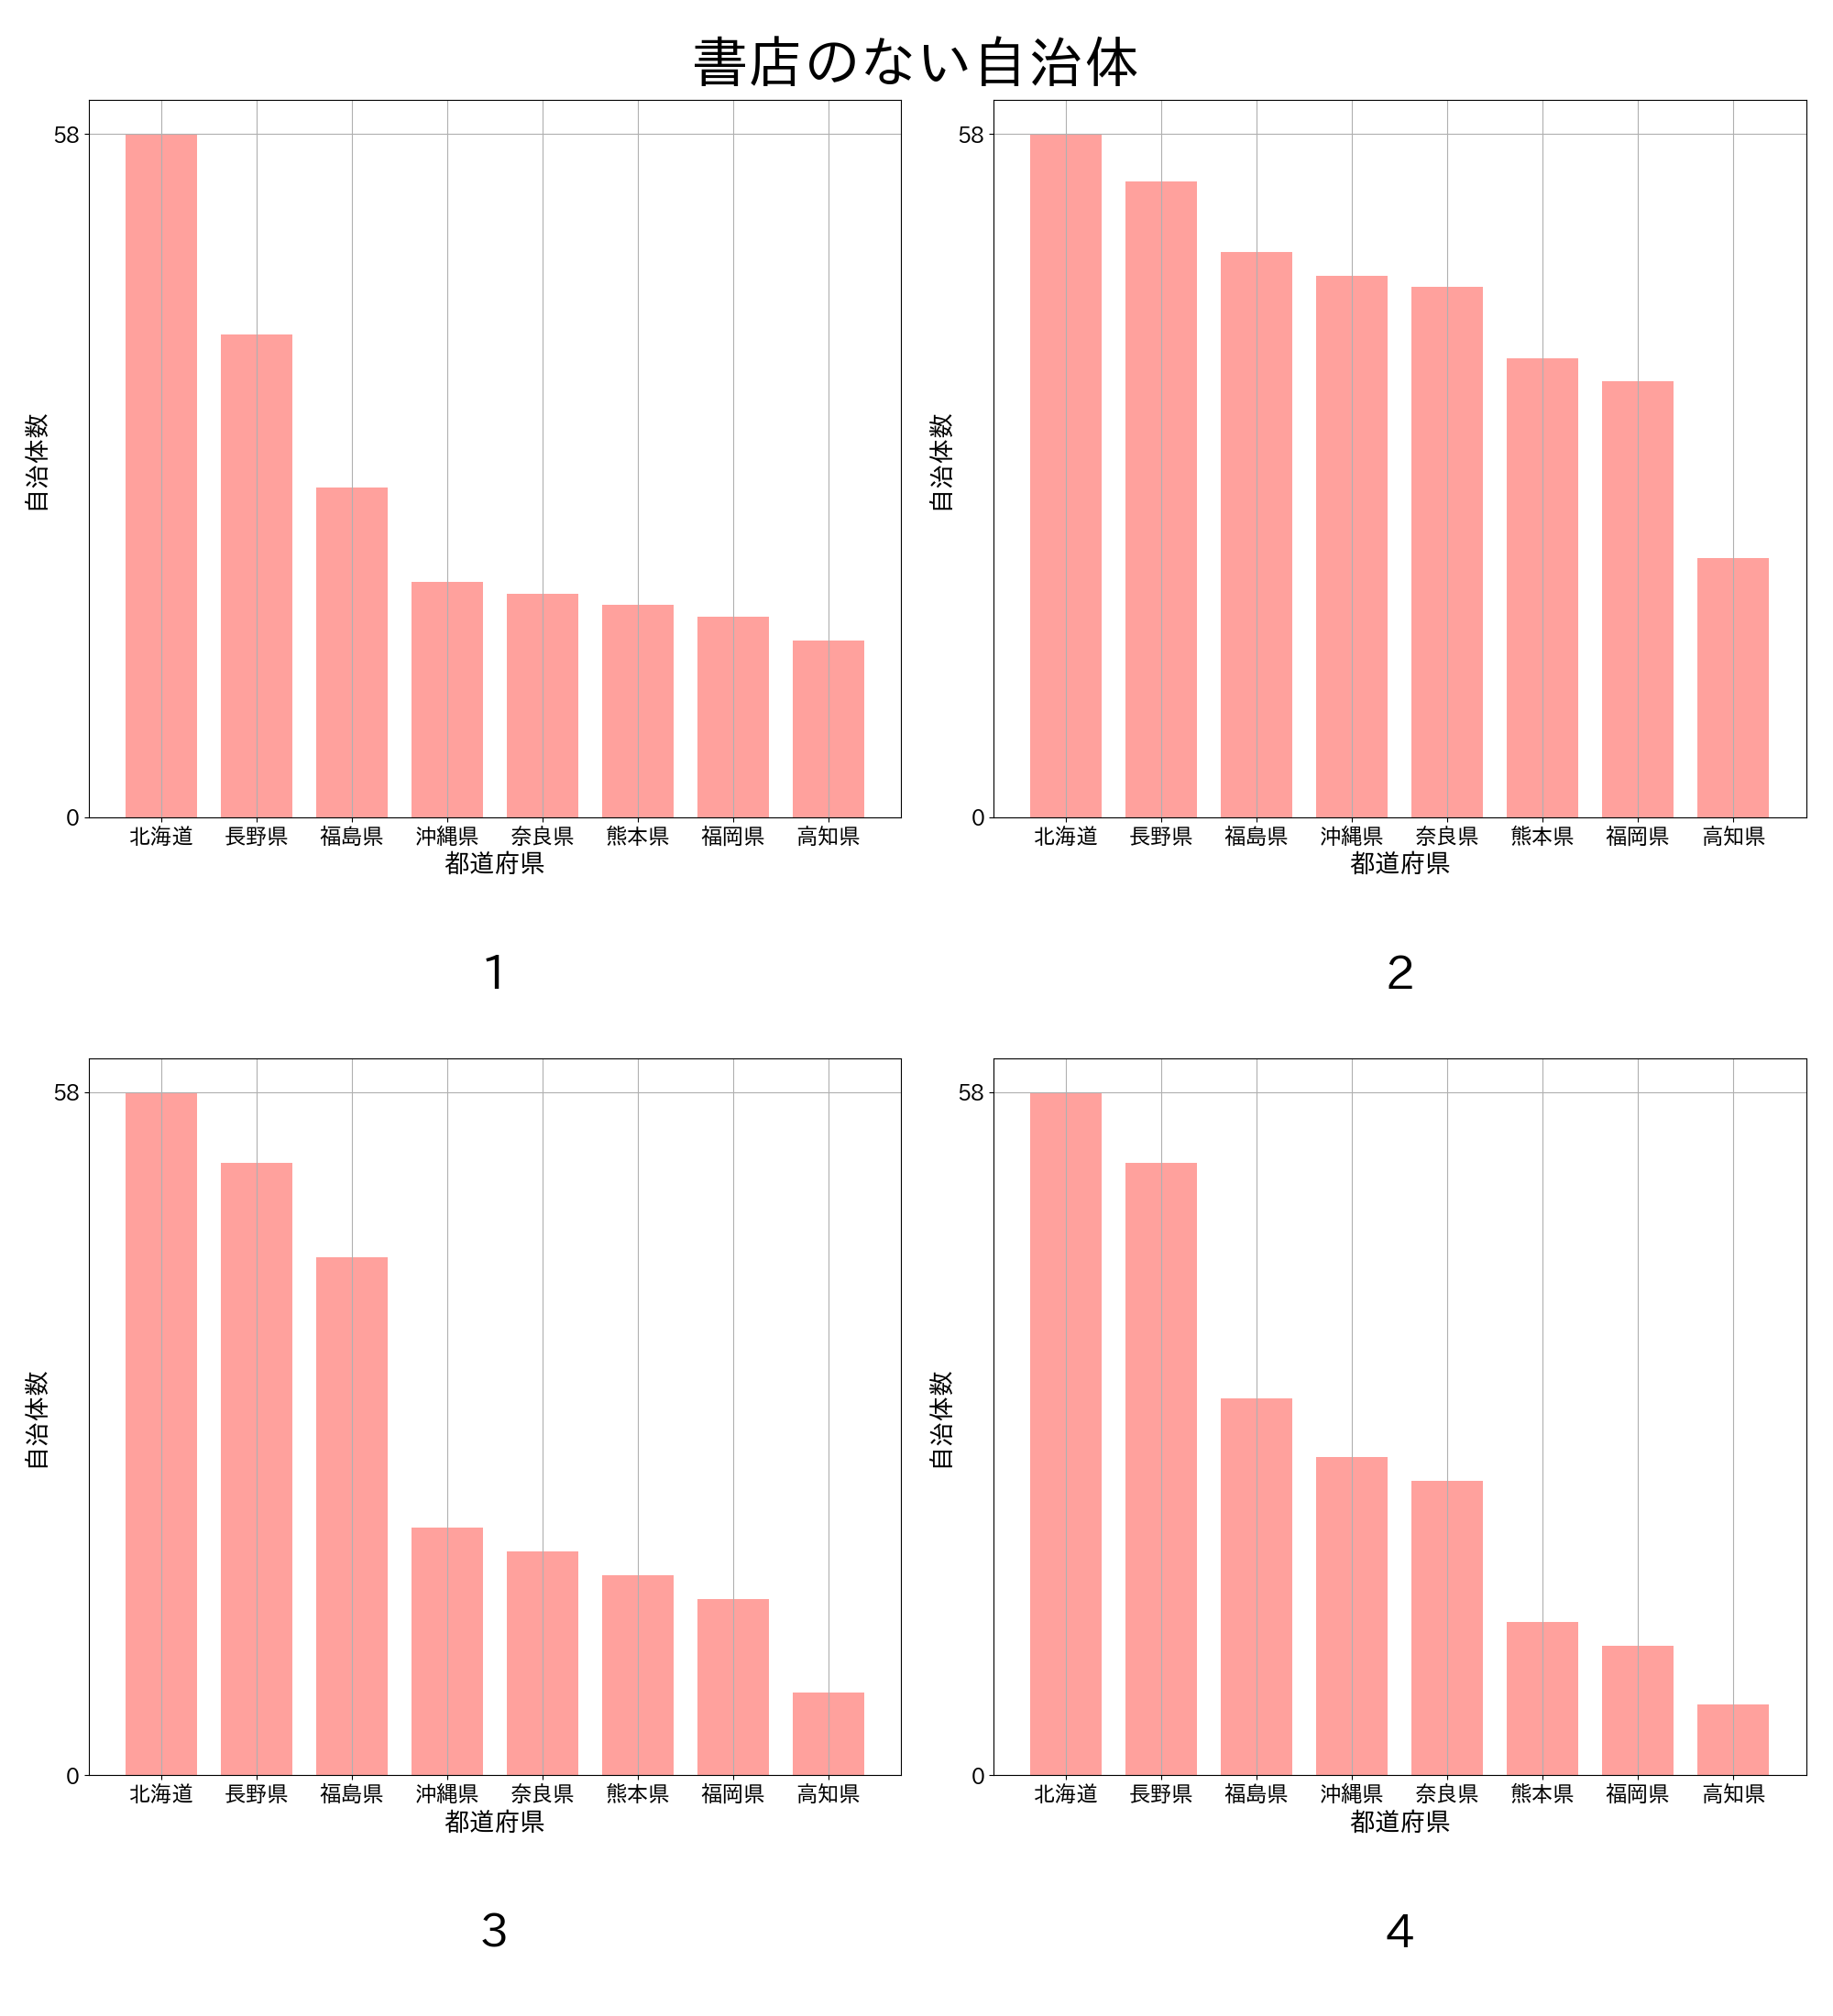 書店のない自治体
58
0
自治体数
北海道 長野県 福島県 沖縄県 奈良県 熊本県 福岡県 高知県
都道府県
1
58
0
自治体数
北海道 長野県 福島県 沖縄県 奈良県 熊本県 福岡県 高知県
都道府県
2
58
0
自治体数
北海道 長野県 福島県 沖縄県 奈良県 熊本県 福岡県 高知県
都道府県
3
58
0
自治体数
北海道 長野県 福島県 沖縄県 奈良県 熊本県 福岡県 高知県
都道府県
4